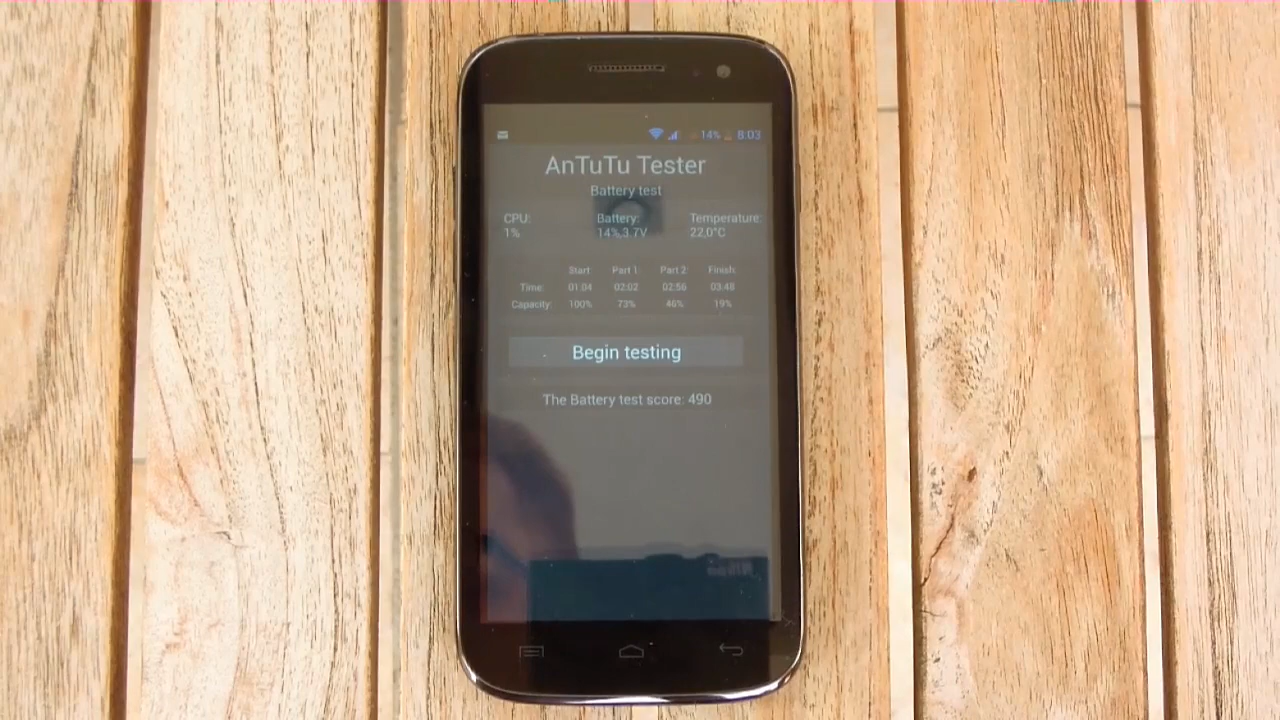 14% 8:03
AnTuTu Tester
Battery test
CPU: Battery: Temperature:
1% 14%,3.7V 22,0°C
Start: Part 1: Part 2: Finish:
Time: 01:04 02:02 02:56 03:48
Capacity: 100% 73% 46% 19%
Begin testing
The Battery test score: 490